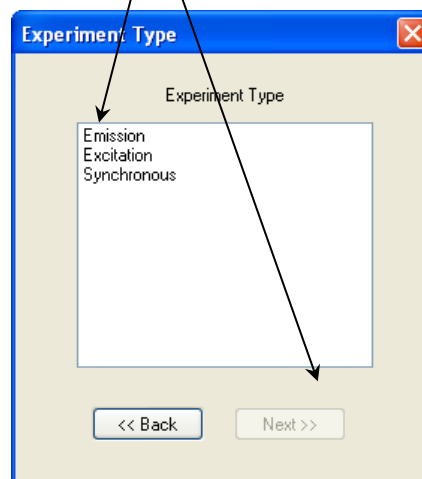 Experiment Type
Experiment Type
Emission
Excitation
Synchronous
<< Back Next >>